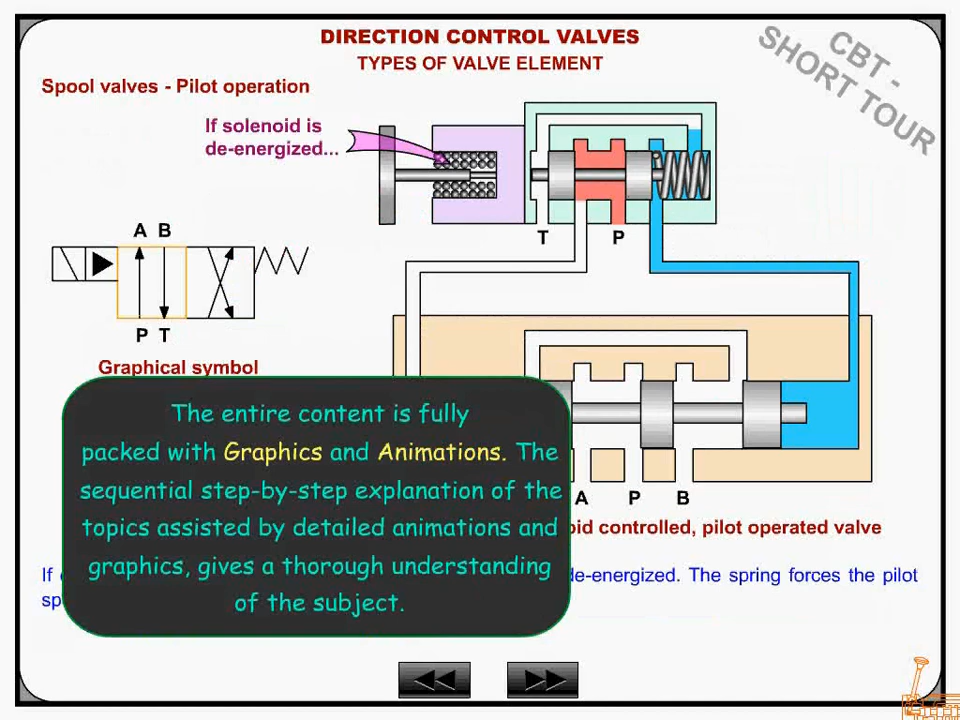 DIRECTION CONTROL VALVES
TYPES OF VALVE ELEMENT
CBT -
SHORT TOUR
Spool valves - Pilot operation
If solenoid is
de-energized...
T P
A B
P T
Graphical symbol
The entire content is fully
packed with Graphics and Animations. The
sequential step-by-step explanation of the
topics assisted by detailed animations and
graphics, gives a thorough understanding
of the subject.
A P B
controlled, pilot operated valve
If de-energized. The spring forces the pilot